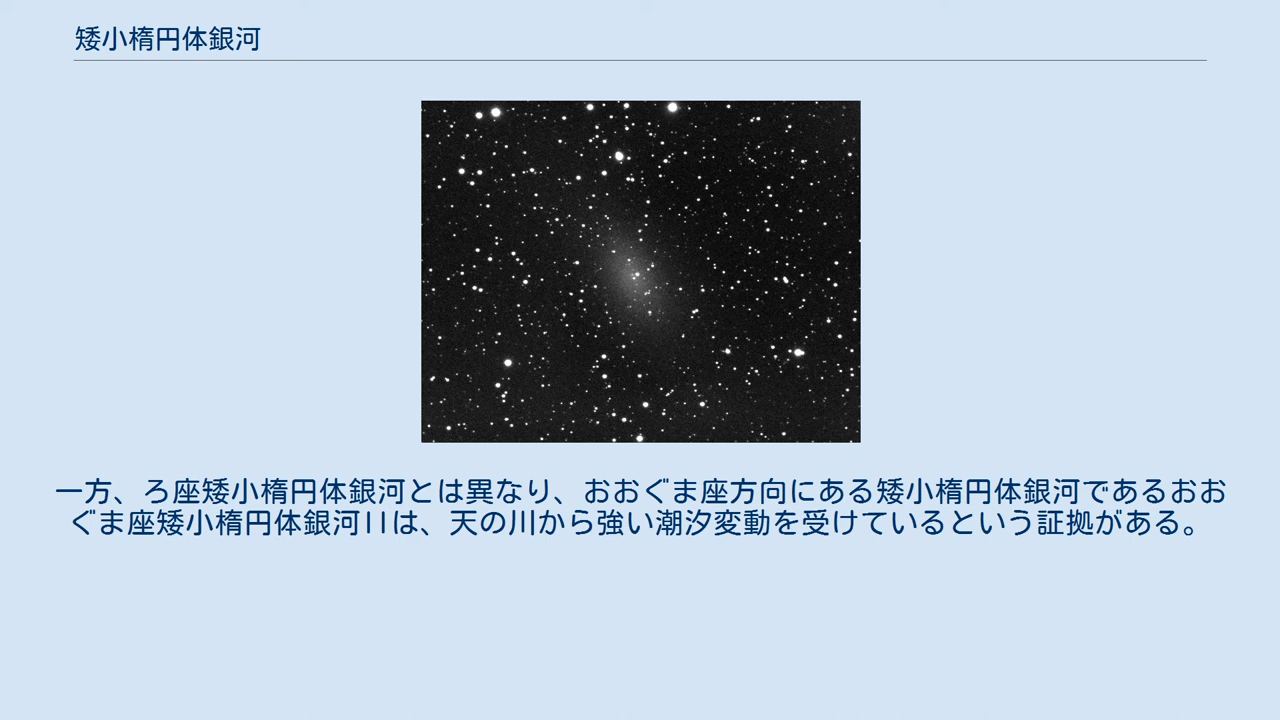 矮小楕円体銀河
一方、ろ座矮小楕円体銀河とは異なり、おおぐま座方向にある矮小楕円体銀河であるおお
ぐま座矮小楕円体銀河IIは、天の川から強い潮汐変動を受けているという証拠がある。